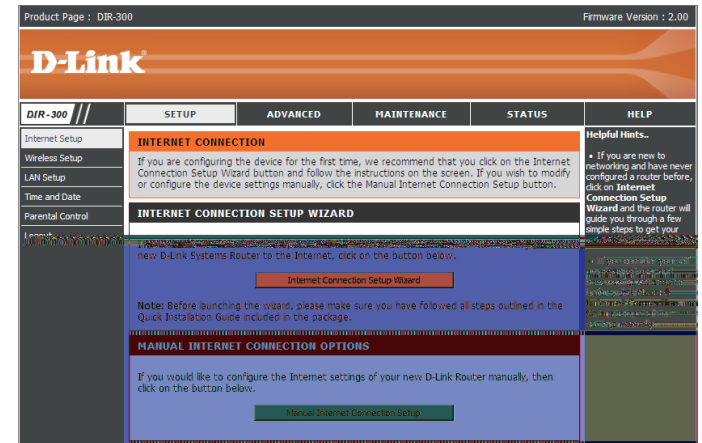 Product Page : DIR-300
Firmware Version : 2.00
D-Link
DIR-300
SETUP
ADVANCED
MAINTENANCE
STATUS
HELP
Internet Setup
Wireless Setup
LAN Setup
Time and Date
Parental Control
INTERNET CONNECTION
If you are configuring the device for the first time, we recommend that you click on the Internet
Connection Setup Wizard button and follow the instructions on the screen. If you wish to modify
or configure the device settings manually, click the Manual Internet Connection Setup button.
INTERNET CONNECTION SETUP WIZARD
new D-Link Systems Router to the Internet, click on the button below.
Internet Connection Setup Wizard
Note: Before launching the wizard, please make sure you have followed all steps outlined in the
Quick Installation Guide included in the package.
MANUAL INTERNET CONNECTION OPTIONS
If you would like to configure the Internet settings of your new D-Link Router manually, then
click on the button below.
Manual Internet Connection Setup
Helpful Hints..
• If you are new to
networking and have never
configured a router before,
click on Internet
Connection Setup
Wizard and the router will
guide you through a few
simple steps to get your